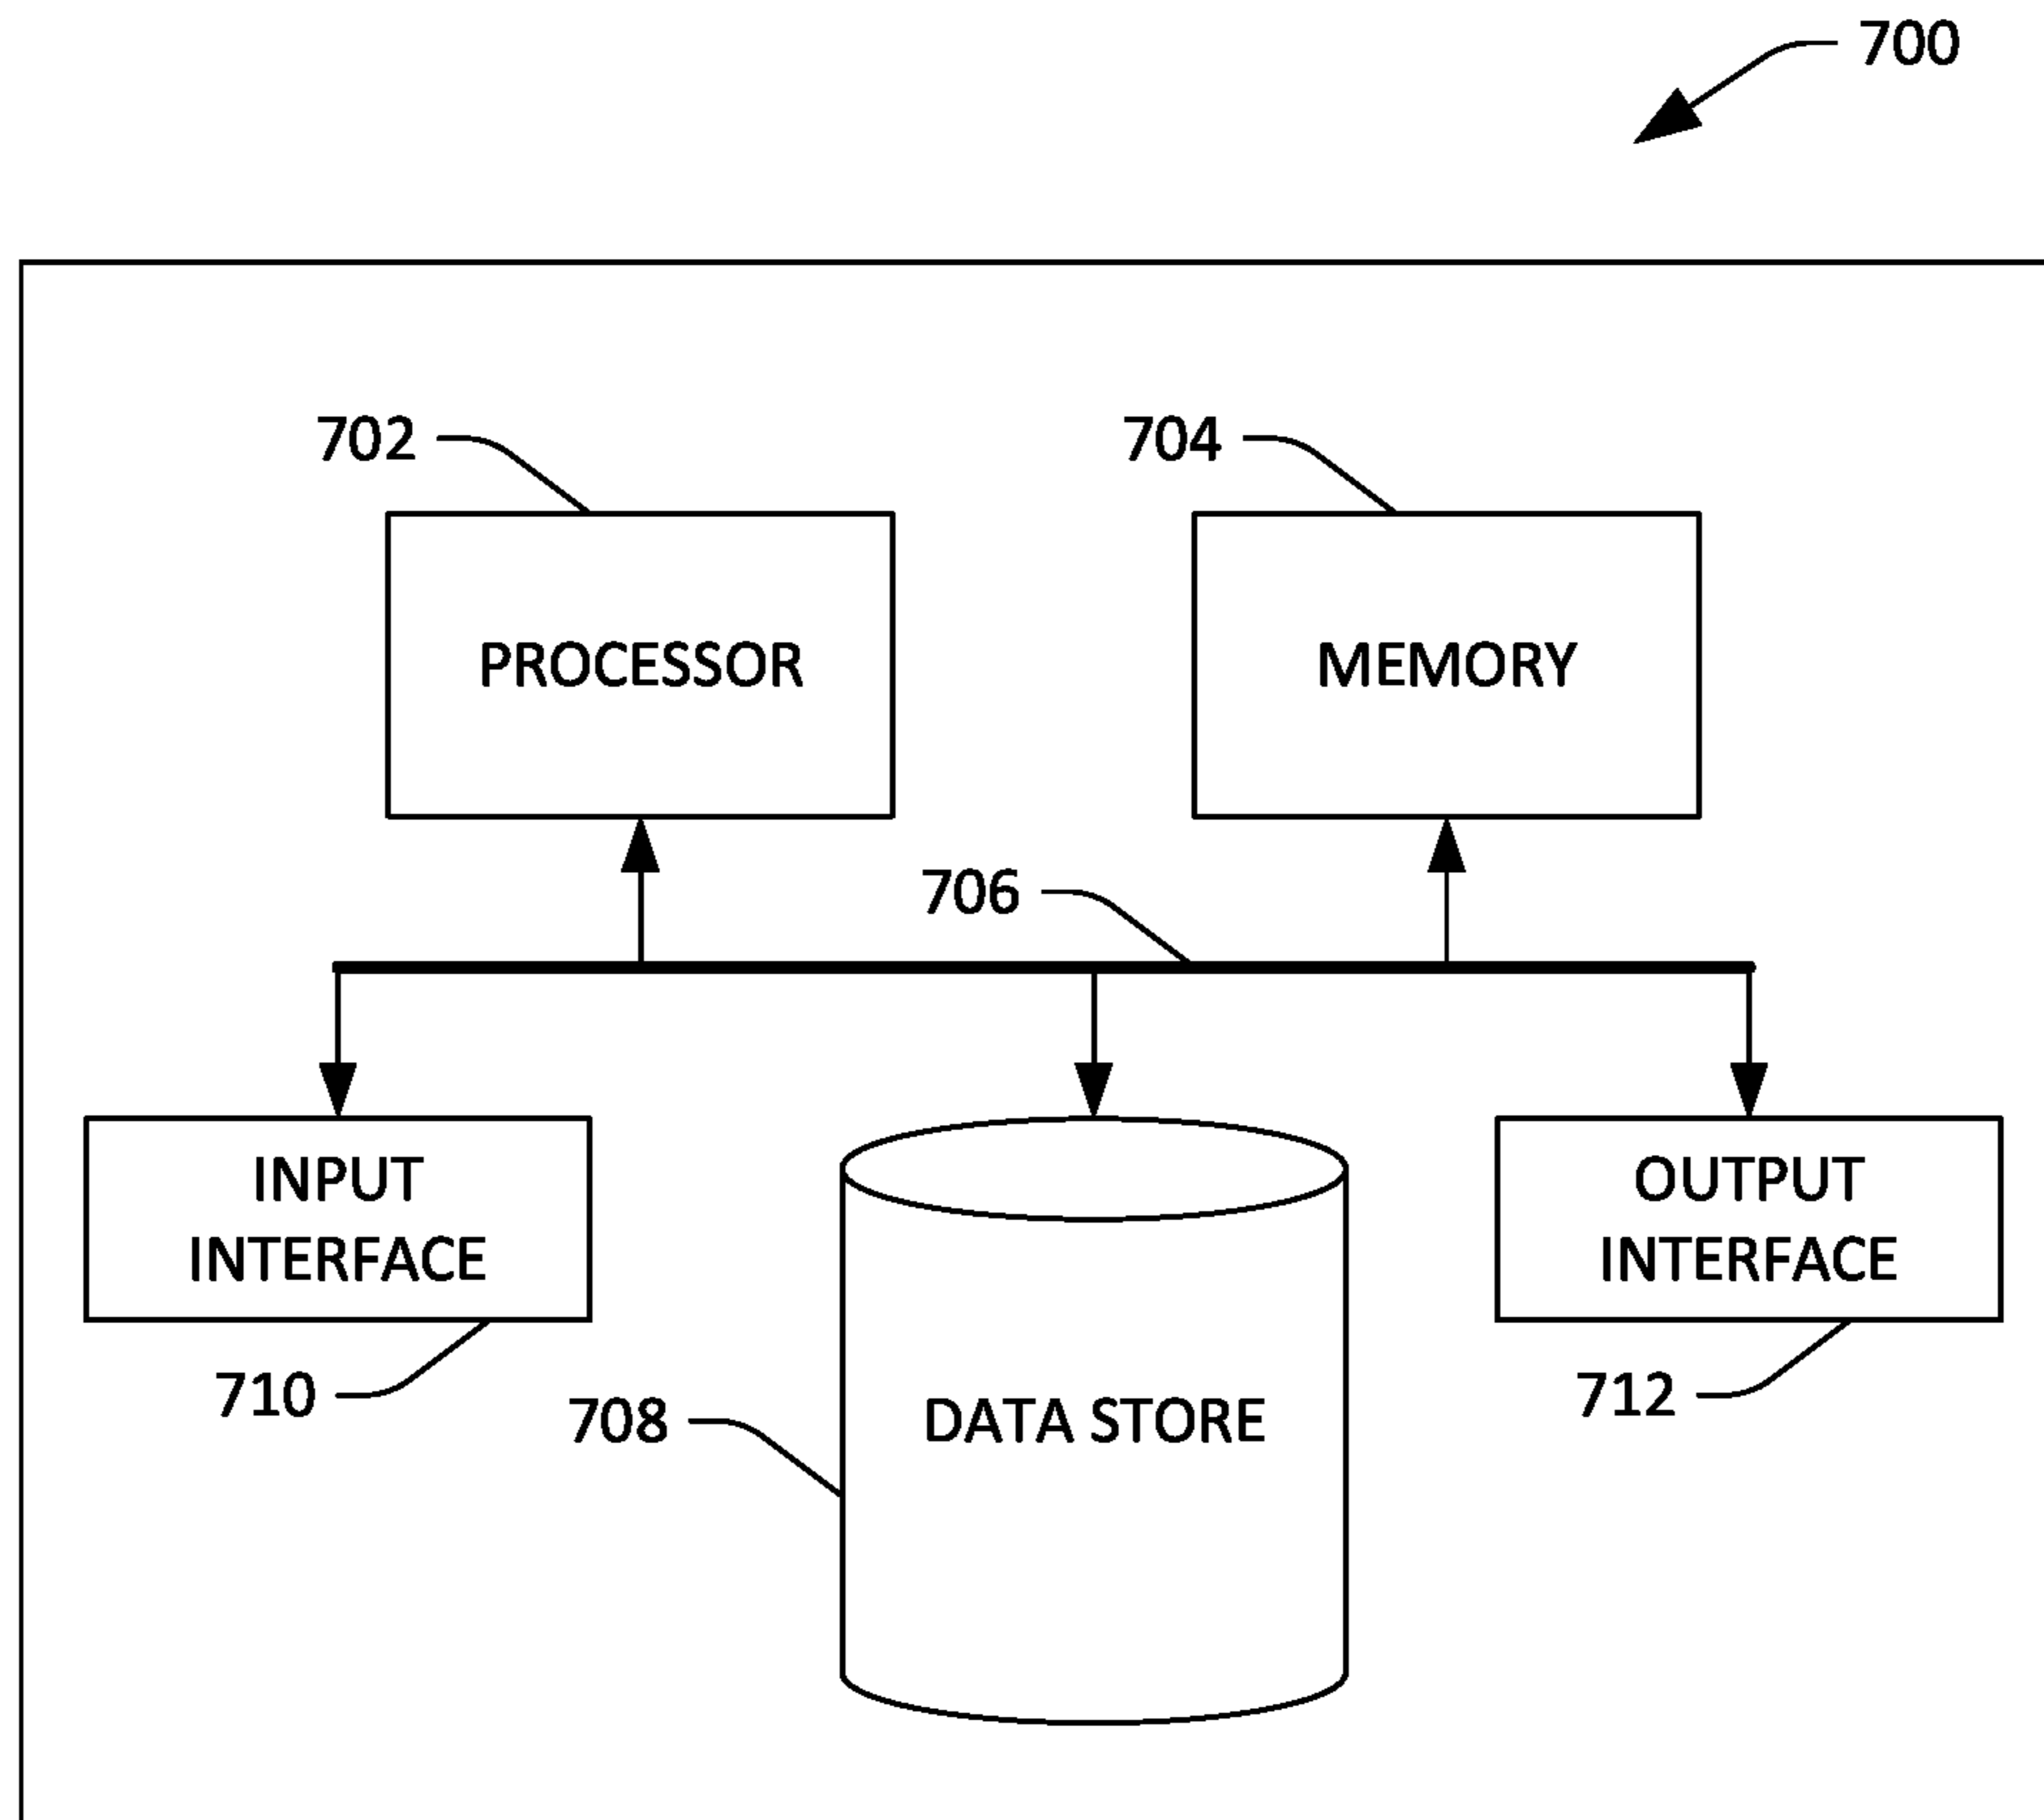 700
702
704
PROCESSOR
MEMORY
706
INPUT
INTERFACE
OUTPUT
INTERFACE
710
708
DATA STORE
712